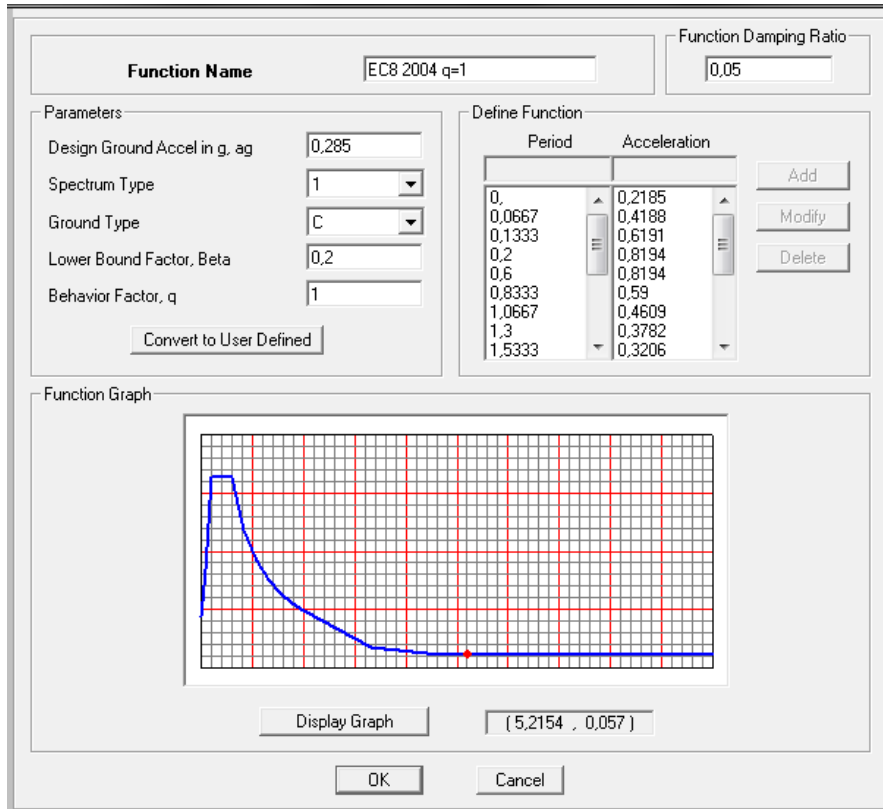 Function Damping Ratio
Function Name EC8 2004 q=1 0,05
Parameters
Design Ground Accel in g, ag 0,285
Spectrum Type 1
Ground Type C
Lower Bound Factor, Beta 0,2
Behavior Factor, q 1
Convert to User Defined
Define Function
Period Acceleration
0, 0,2185
0,0667 0,4188
0,1333 0,6191
0,2 0,8194
0,6 0,8194
0,8333 0,59
1,0667 0,4609
1,3 0,3782
1,5333 0,3206
Add
Modify
Delete
Function Graph
Display Graph (5,2154 , 0,057 )
OK Cancel